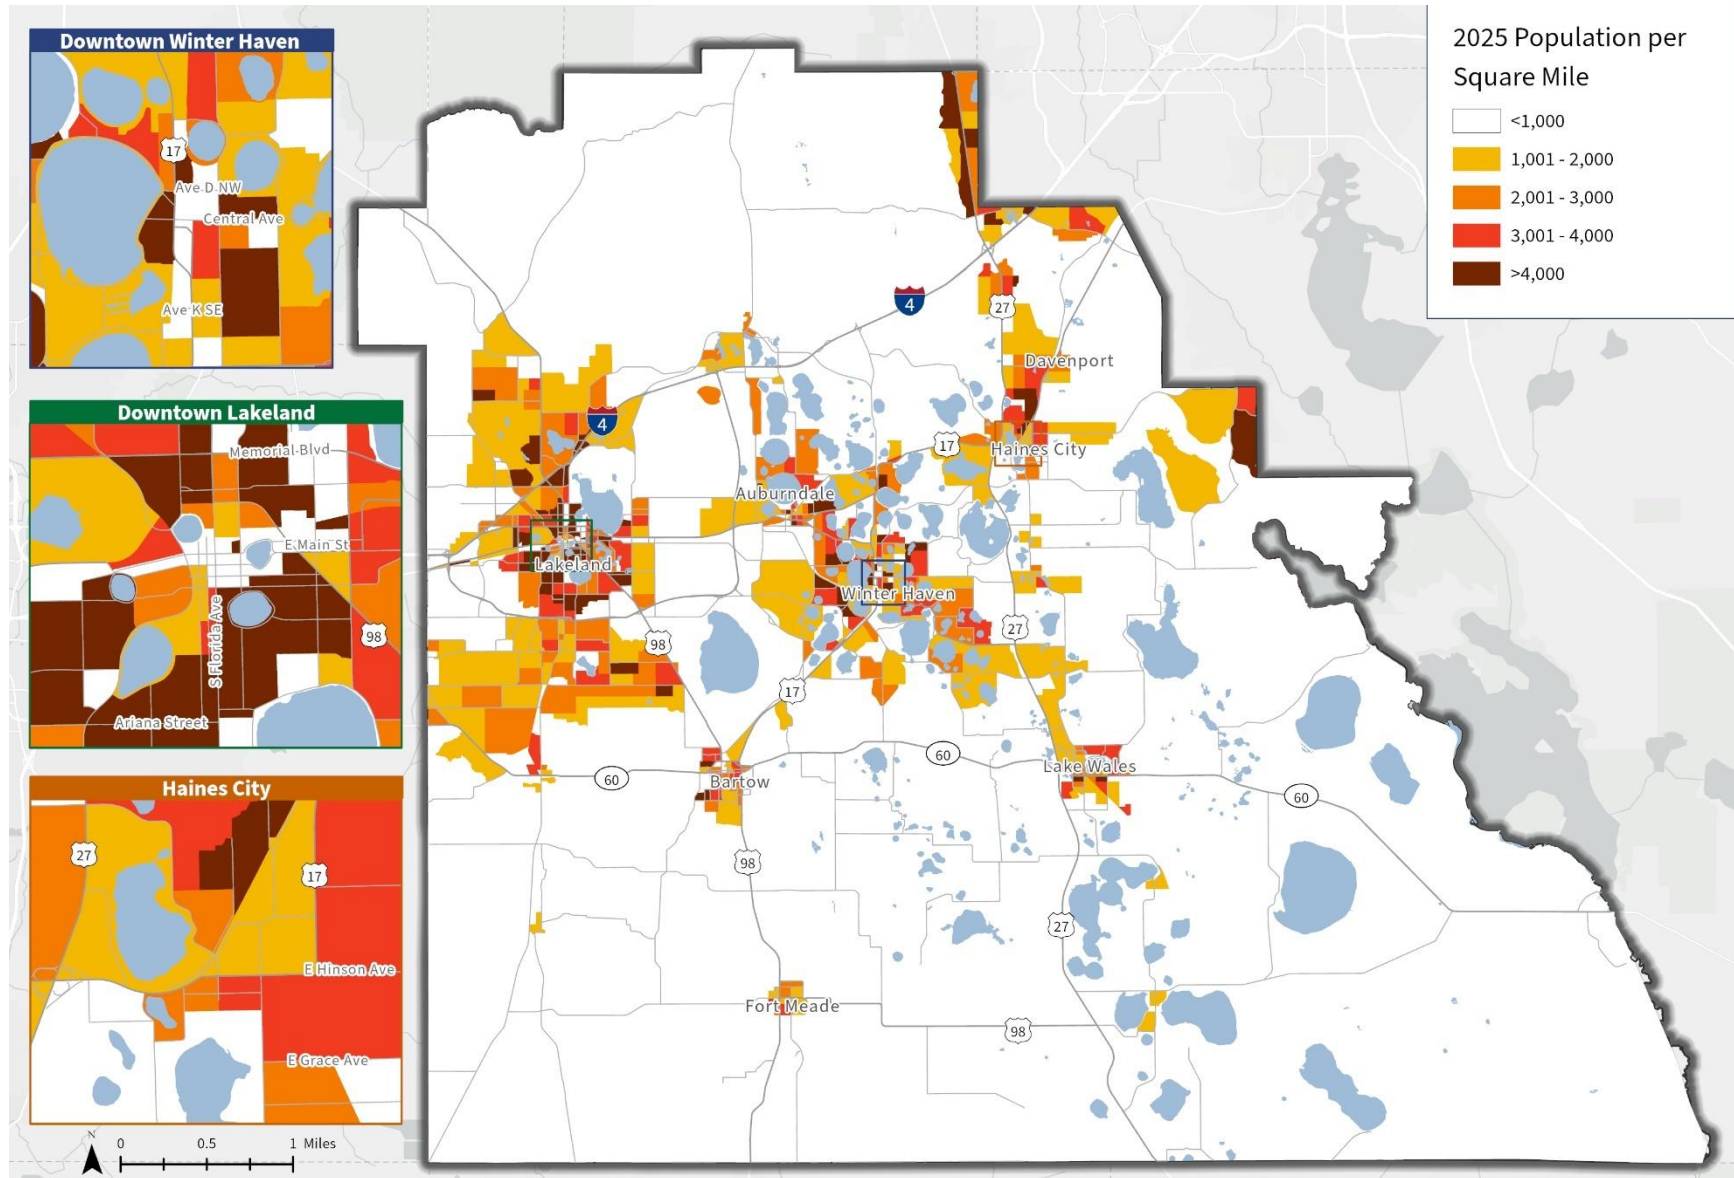 Downtown Winter Haven
17
Ave D NW
Central Ave
Ave K SE
Downtown Lakeland
Memorial Blvd
E Main St
S Florida Ave
98
Ariana Street
Haines City
27
17
E Hinson Ave
E Grace Ave
N
0 0.5 1 Miles
2025 Population per
Square Mile
<1,000
1,001 - 2,000
2,001 - 3,000
3,001 - 4,000
>4,000
4
27
Davenport
4
17
Haines City
Auburndale
Lakeland
Winter Haven
27
98
17
60
Lake Wales
60
Bartow
60
98
27
Fort Meade
98